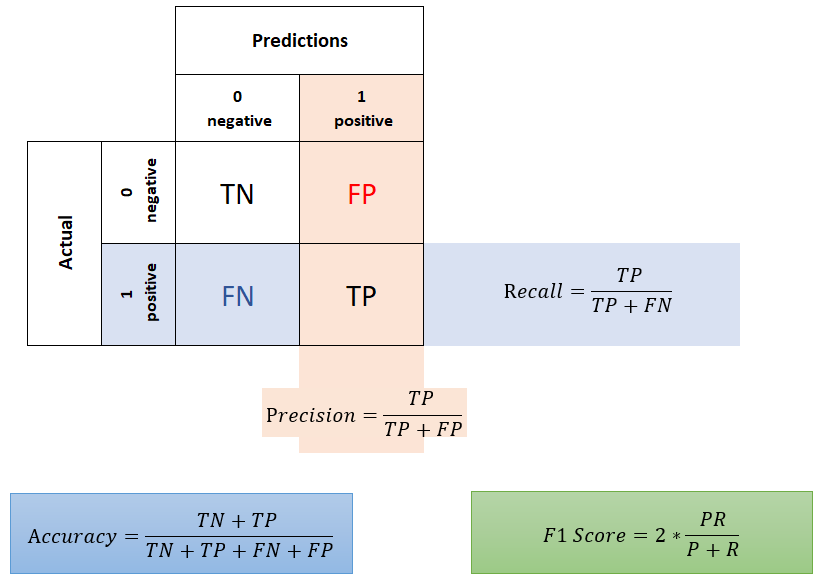 Predictions
0
negative
1
positive
Actual
0
negative
TN
FP
1
positive
FN
TP
Recall = TP / TP + FN
Precision = TP / TP + FP
Accuracy = TN + TP / TN + TP + FN + FP
F1 Score = 2 * PR / P + R